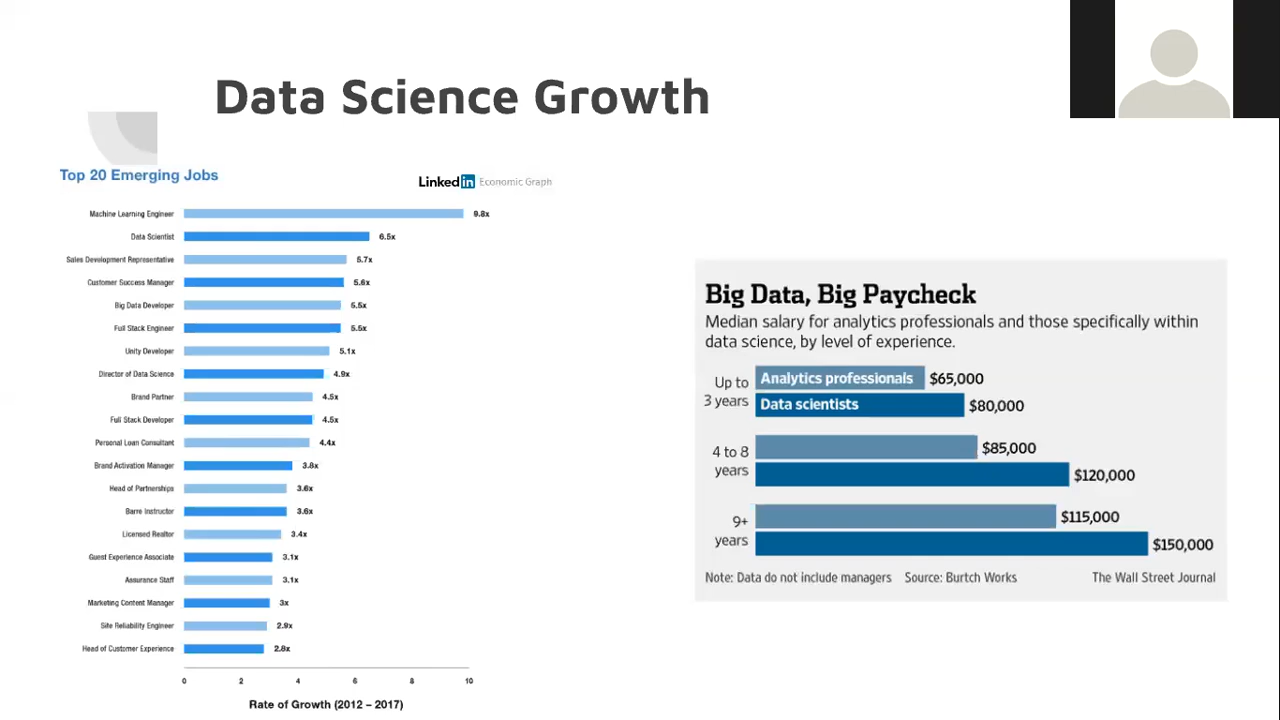 Data Science Growth
Top 20 Emerging Jobs
Linkedin Economic Graph
Machine Learning Engineer 9.8x
Data Scientist 6.5x
Sales Development Representative 5.7x
Customer Success Manager 5.6x
Big Data Developer 5.5x
Full Stack Engineer 5.5x
Unity Developer 5.1x
Director of Data Science 4.9x
Brand Partner 4.5x
Full Stack Developer 4.5x
Personal Loan Consultant 4.4x
Brand Activation Manager 3.8x
Head of Partnerships 3.6x
Barre Instructor 3.6x
Licensed Realtor 3.4x
Guest Experience Associate 3.1x
Assurance Staff 3.1x
Marketing Content Manager 3x
Site Reliability Engineer 2.9x
Head of Customer Experience 2.8x
0 2 4 6 8 10
Rate of Growth (2012 – 2017)
Big Data, Big Paycheck
Median salary for analytics professionals and those specifically within
data science, by level of experience.
Up to
3 years
Analytics professionals $65,000
Data scientists $80,000
4 to 8
years
$85,000
$120,000
9+
years
$115,000
$150,000
Note: Data do not include managers Source: Burtch Works The Wall Street Journal